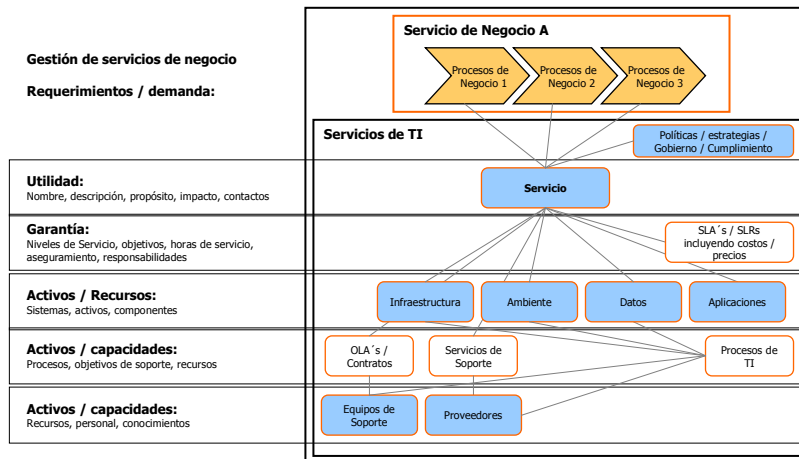 Servicio de Negocio A
Gestión de servicios de negocio
Requerimientos / demanda:
Procesos de
Negocio 1
Procesos de
Negocio 2
Procesos de
Negocio 3
Servicios de TI
Políticas / estrategias /
Gobierno / Cumplimiento
Utilidad:
Nombre, descripción, propósito, impacto, contactos
Servicio
Garantía:
Niveles de Servicio, objetivos, horas de servicio,
aseguramiento, responsabilidades
SLA´s / SLRs
incluyendo costos /
precios
Activos / Recursos:
Sistemas, activos, componentes
Infraestructura
Ambiente
Datos
Aplicaciones
Activos / capacidades:
Procesos, objetivos de soporte, recursos
OLA´s /
Contratos
Servicios de
Soporte
Procesos de
TI
Activos / capacidades:
Recursos, personal, conocimientos
Equipos de
Soporte
Proveedores